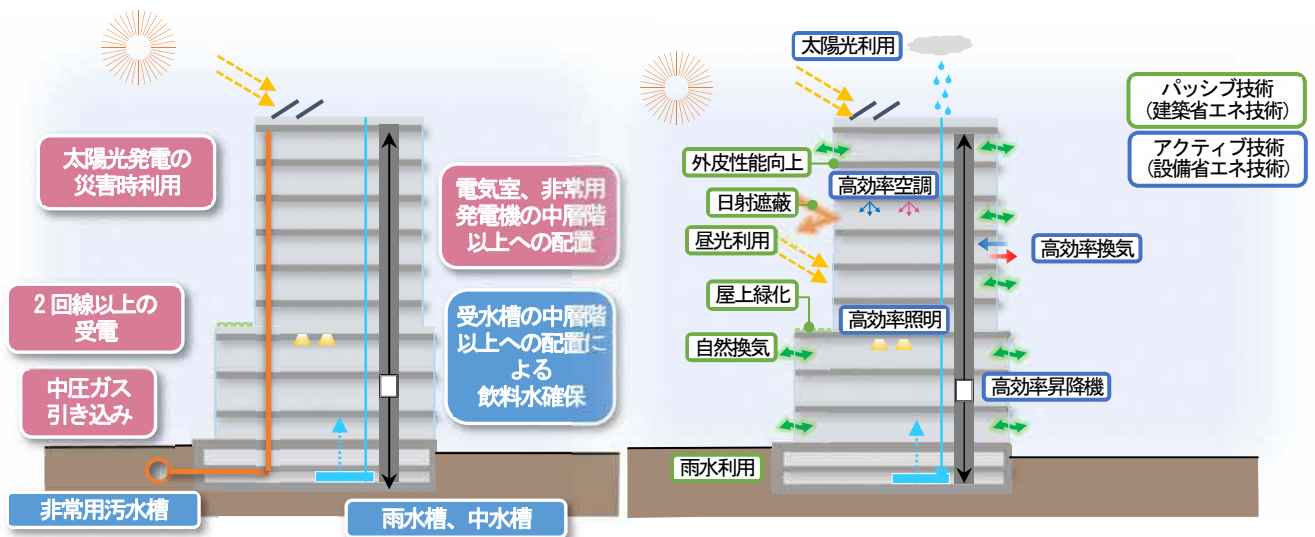 太陽光発電の
災害時利用
電気室、非常用
発電機の中層階
以上への配置
2回線以上の
受電
受水槽の中層階
以上への配置に
よる
飲料水確保
中圧ガス
引き込み
非常用汚水槽
雨水槽、中水槽
太陽光利用
パッシブ技術
（建築省エネ技術）
アクティブ技術
（設備省エネ技術）
外皮性能向上
高効率空調
日射遮蔽
昼光利用
高効率換気
屋上緑化
高効率照明
自然換気
高効率昇降機
雨水利用